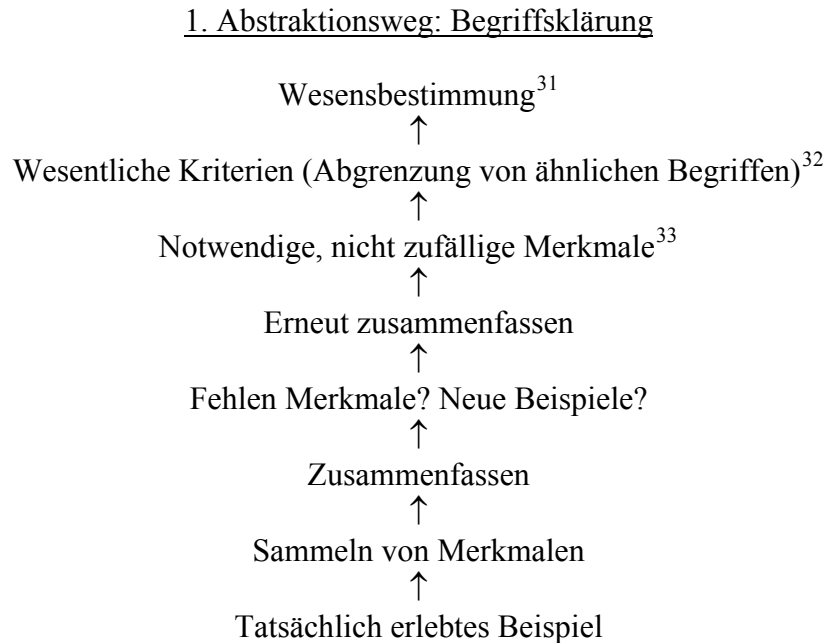 1. Abstraktionsweg: Begriffsklärung
Wesensbestimmung³¹
↑
Wesentliche Kriterien (Abgrenzung von ähnlichen Begriffen)³²
↑
Notwendige, nicht zufällige Merkmale³³
↑
Erneut zusammenfassen
↑
Fehlen Merkmale? Neue Beispiele?
↑
Zusammenfassen
↑
Sammeln von Merkmalen
↑
Tatsächlich erlebtes Beispiel